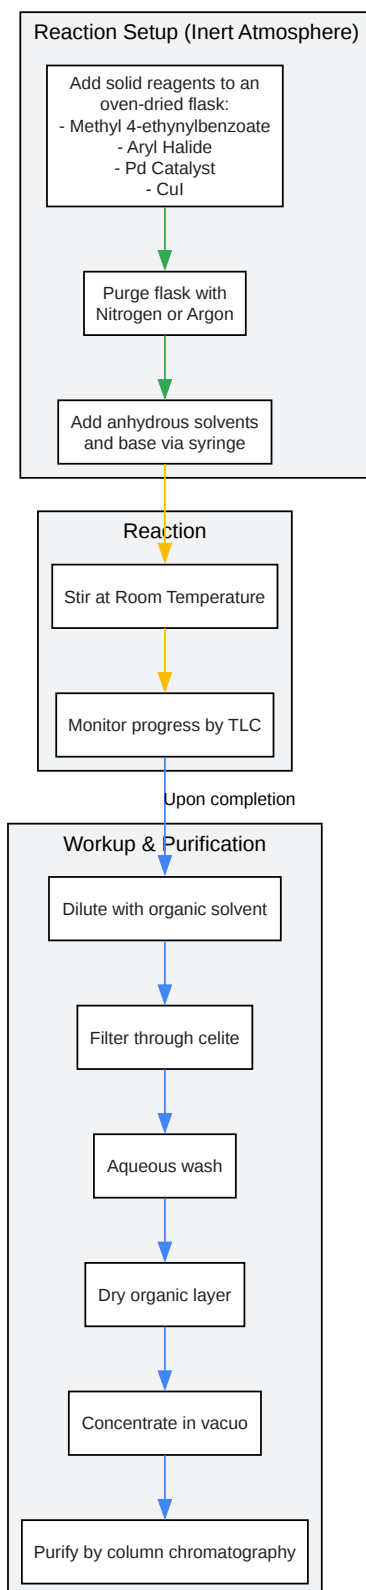 Reaction Setup (Inert Atmosphere)
Add solid reagents to an
oven-dried flask:
- Methyl 4-ethynylbenzoate
- Aryl Halide
- Pd Catalyst
- CuI
Purge flask with
Nitrogen or Argon
Add anhydrous solvents
and base via syringe
Reaction
Stir at Room Temperature
Monitor progress by TLC
Upon completion
Workup & Purification
Dilute with organic solvent
Filter through celite
Aqueous wash
Dry organic layer
Concentrate in vacuo
Purify by column chromatography